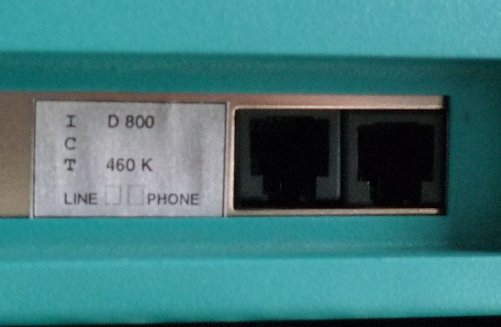 I D 800
C
T 460 K
LINE PHONE